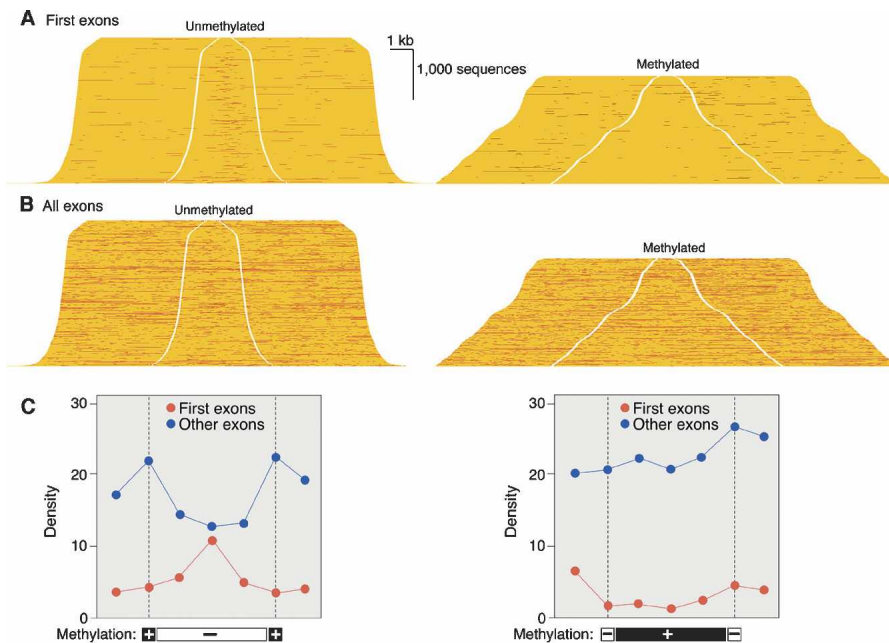 A First exons
Unmethylated
1 kb
1,000 sequences
Methylated
B All exons
Unmethylated
Methylated
C
30
20
10
0
Density
First exons
Other exons
Methylation: + − +
30
20
10
0
Density
First exons
Other exons
Methylation: − + −